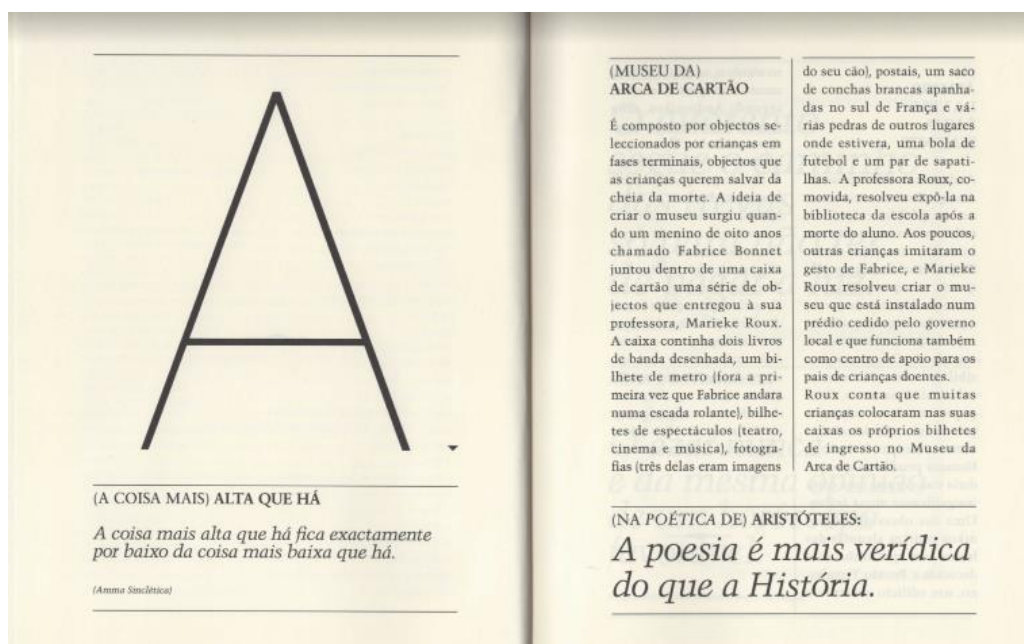 A
(A COISA MAIS) ALTA QUE HÁ
A coisa mais alta que há fica exactamente
por baixo da coisa mais baixa que há.
(Amma Sinclética)
(MUSEU DA)
ARCA DE CARTÃO
É composto por objectos se-
leccionados por crianças em
fases terminais, objectos que
as crianças querem salvar da
cheia da morte. A ideia de
criar o museu surgiu quan-
do um menino de oito anos
chamado Fabrice Bonnet
juntou dentro de uma caixa
de cartão uma série de ob-
jectos que entregou à sua
professora, Marieke Roux.
A caixa continha dois livros
de banda desenhada, um bi-
lhete de metro (fora a pri-
meira vez que Fabrice andara
numa escada rolante), bilhe-
tes de espectáculos (teatro,
cinema e música), fotogra-
fias (três delas eram imagens
do seu cão), postais, um saco
de conchas brancas apanha-
das no sul de França e vá-
rias pedras de outros lugares
onde estivera, uma bola de
futebol e um par de sapati-
lhas. A professora Roux, co-
movida, resolveu expô-la na
biblioteca da escola após a
morte do aluno. Aos poucos,
outras crianças imitaram o
gesto de Fabrice, e Marieke
Roux resolveu criar o mu-
seu que está instalado num
prédio cedido pelo governo
local e que funciona também
como centro de apoio para os
pais de crianças doentes.
Roux conta que muitas
crianças colocaram nas suas
caixas os próprios bilhetes
de ingresso no Museu da
Arca de Cartão.
(NA POÉTICA DE) ARISTÓTELES:
A poesia é mais verídica
do que a História.